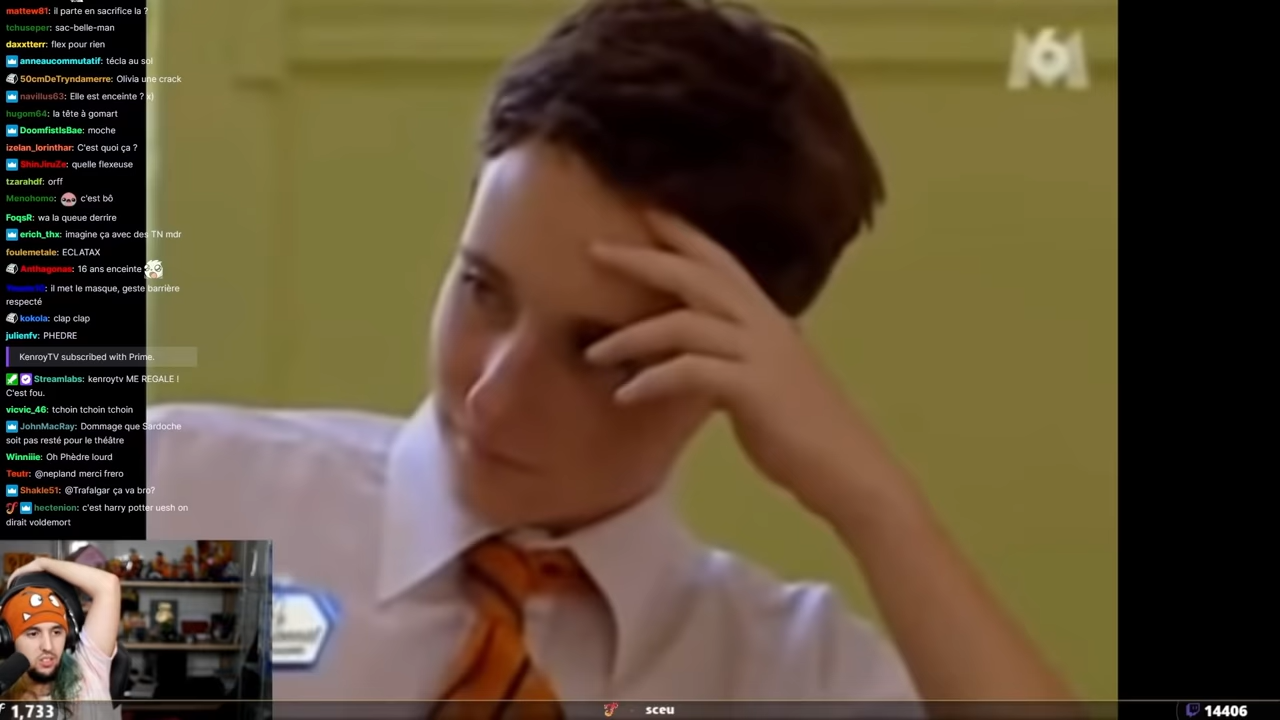 mattew81: il parte en sacrifice la ?
tchuseper: sac-belle-man
daxxtterr: flex pour rien
anneaucommutatif: técla au sol
50cmDeTryndamerre: Olivia une crack
navillus63: Elle est enceinte ? x)
hugom64: la tête à gomart
DoomfistIsBae: moche
izelan_lorinthar: C'est quoi ça ?
ShinJiruZe: quelle flexeuse
tzarahdf: orff
Menohomo: c'est bô
FoqsR: wa la queue derrire
erich_thx: imagine ça avec des TN mdr
foulemetale: ECLATAX
Anthagonas: 16 ans enceinte
il met le masque, geste barrière
respecté
kokola: clap clap
julienfv: PHEDRE
KenroyTV subscribed with Prime.
Streamlabs: kenroytv ME REGALE !
C'est fou.
vicvic_46: tchoin tchoin tchoin
JohnMacRay: Dommage que Sardoche
soit pas resté pour le théâtre
Winniiie: Oh Phèdre lourd
Teutr: @nepland merci frero
Shakle51: @Trafalgar ça va bro?
hectenion: c'est harry potter uesh on
dirait voldemort
M6
1,733
sceu
14406